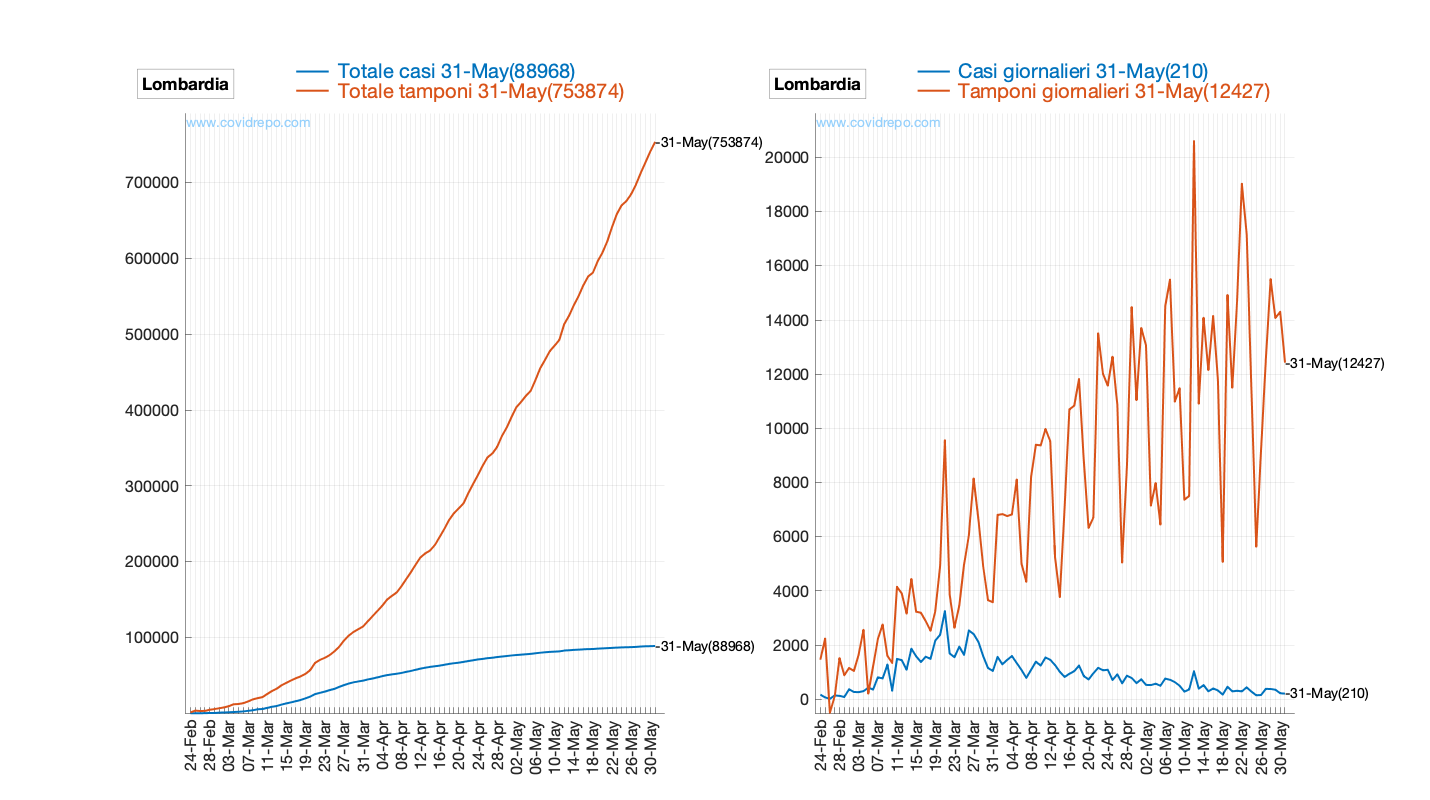 Lombardia
Totale casi 31-May(88968)
Totale tamponi 31-May(753874)
www.covidrepo.com
31-May(753874)
700000
600000
500000
400000
300000
200000
100000
31-May(88968)
24-Feb
28-Feb
03-Mar
07-Mar
11-Mar
15-Mar
19-Mar
23-Mar
27-Mar
31-Mar
04-Apr
08-Apr
12-Apr
16-Apr
20-Apr
24-Apr
28-Apr
02-May
06-May
10-May
14-May
18-May
22-May
26-May
30-May
Lombardia
Casi giornalieri 31-May(210)
Tamponi giornalieri 31-May(12427)
www.covidrepo.com
20000
18000
16000
14000
12000
10000
8000
6000
4000
2000
0
31-May(12427)
31-May(210)
24-Feb
28-Feb
03-Mar
07-Mar
11-Mar
15-Mar
19-Mar
23-Mar
27-Mar
31-Mar
04-Apr
08-Apr
12-Apr
16-Apr
20-Apr
24-Apr
28-Apr
02-May
06-May
10-May
14-May
18-May
22-May
26-May
30-May